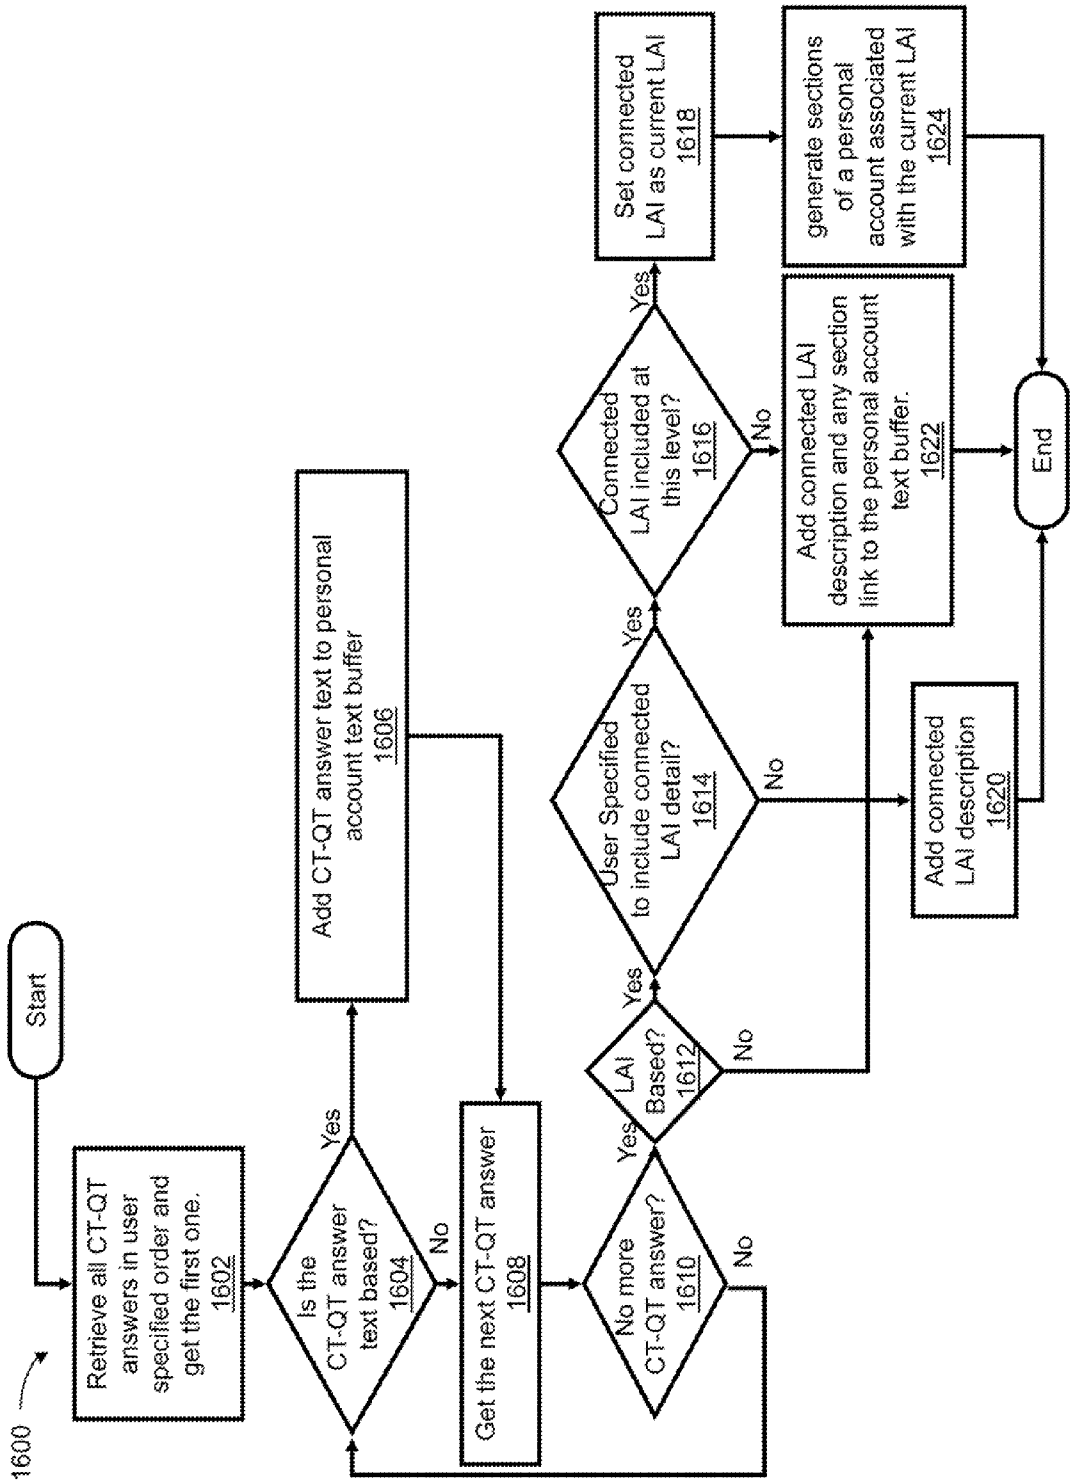 1600
Start
Retrieve all CT-QT
answers in user
specified order and
get the first one.
1602
Is the
CT-QT answer
text based?
1604
Yes
No
Add CT-QT answer text to personal
account text buffer
1606
Get the next CT-QT answer
1608
No more
CT-QT answer?
1610
Yes
No
LAI
Based?
1612
Yes
No
User Specified
to include connected
LAI detail?
1614
Yes
No
Connected
LAI included at
this level?
1616
Yes
No
Set connected
LAI as current LAI
1618
Add connected
LAI description
1620
Add connected LAI
description and any section
link to the personal account
text buffer.
1622
generate sections
of a personal
account associated
with the current LAI
1624
End